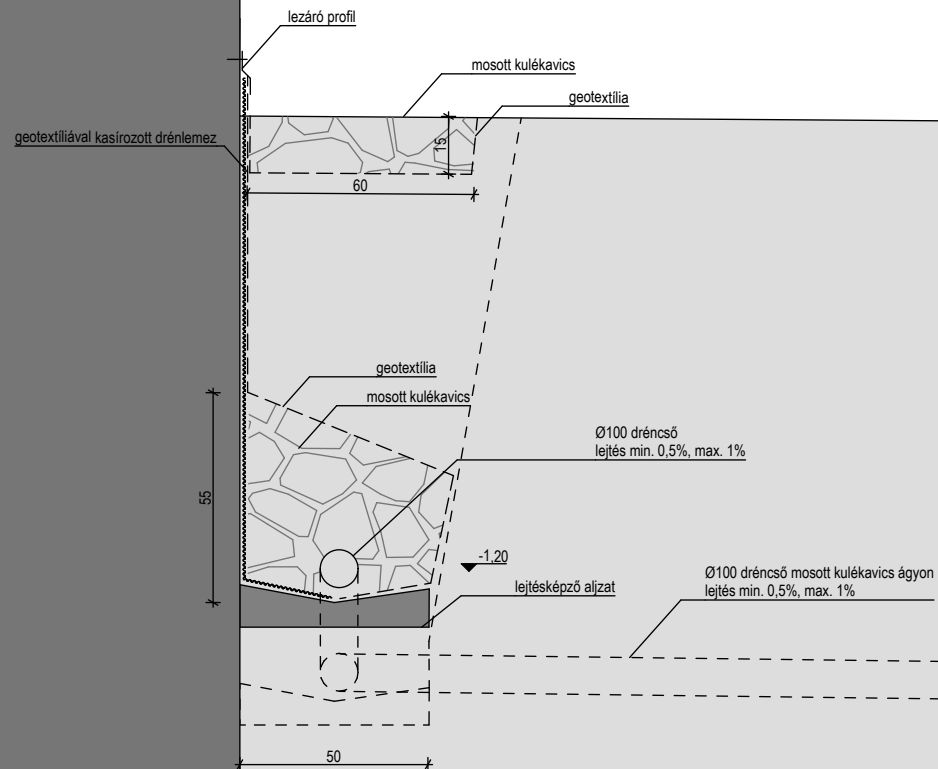 lezáró profil
mosott kulékavics
geotextília
geotextíliával kasírozott drénlemez
15
60
geotextília
mosott kulékavics
Ø100 dréncső
lejtés min. 0,5%, max. 1%
55
-1,20
Ø100 dréncső mosott kulékavics ágyon
lejtés min. 0,5%, max. 1%
lejtésképző aljzat
50